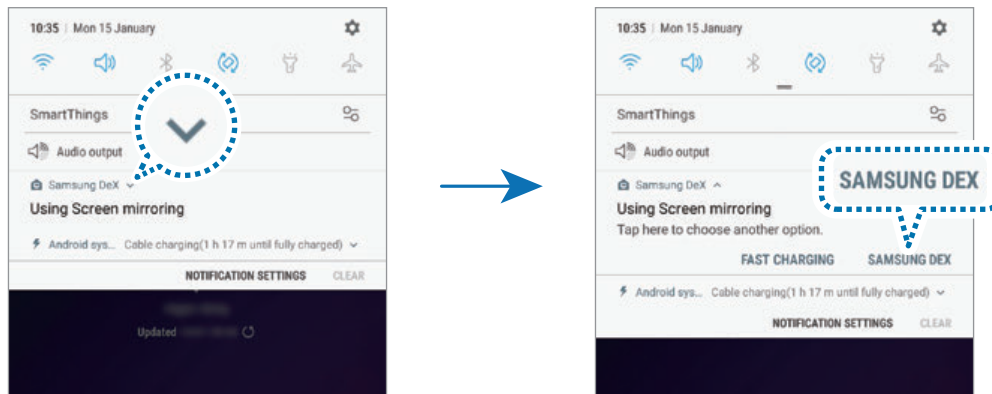 10:35 | Mon 15 January
SmartThings
Audio output
Samsung DeX
Using Screen mirroring
Android sys... Cable charging(1 h 17 m until fully charged)
NOTIFICATION SETTINGS CLEAR
Updated
10:35 | Mon 15 January
SmartThings
Audio output
SAMSUNG DEX
Samsung DeX
Using Screen mirroring
Tap here to choose another option.
FAST CHARGING SAMSUNG DEX
Android sys... Cable charging(1 h 17 m until fully charged)
NOTIFICATION SETTINGS CLEAR